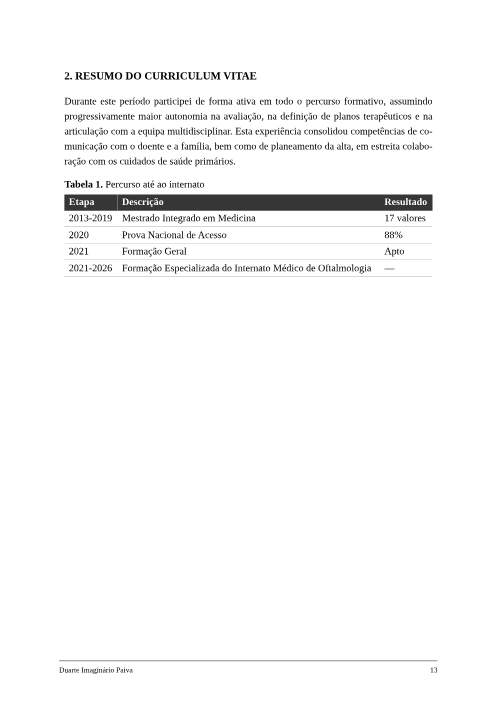 2. RESUMO DO CURRICULUM VITAE
Durante este período participei de forma ativa em todo o percurso formativo, assumindo
progressivamente maior autonomia na avaliação, na definição de planos terapêuticos e na
articulação com a equipa multidisciplinar. Esta experiência consolidou competências de co-
municação com o doente e a família, bem como de planeamento da alta, em estreita colabo-
ração com os cuidados de saúde primários.
Tabela 1. Percurso até ao internato
Etapa Descrição Resultado
2013-2019 Mestrado Integrado em Medicina 17 valores
2020 Prova Nacional de Acesso 88%
2021 Formação Geral Apto
2021-2026 Formação Especializada do Internato Médico de Oftalmologia —
Duarte Imaginário Paiva 13